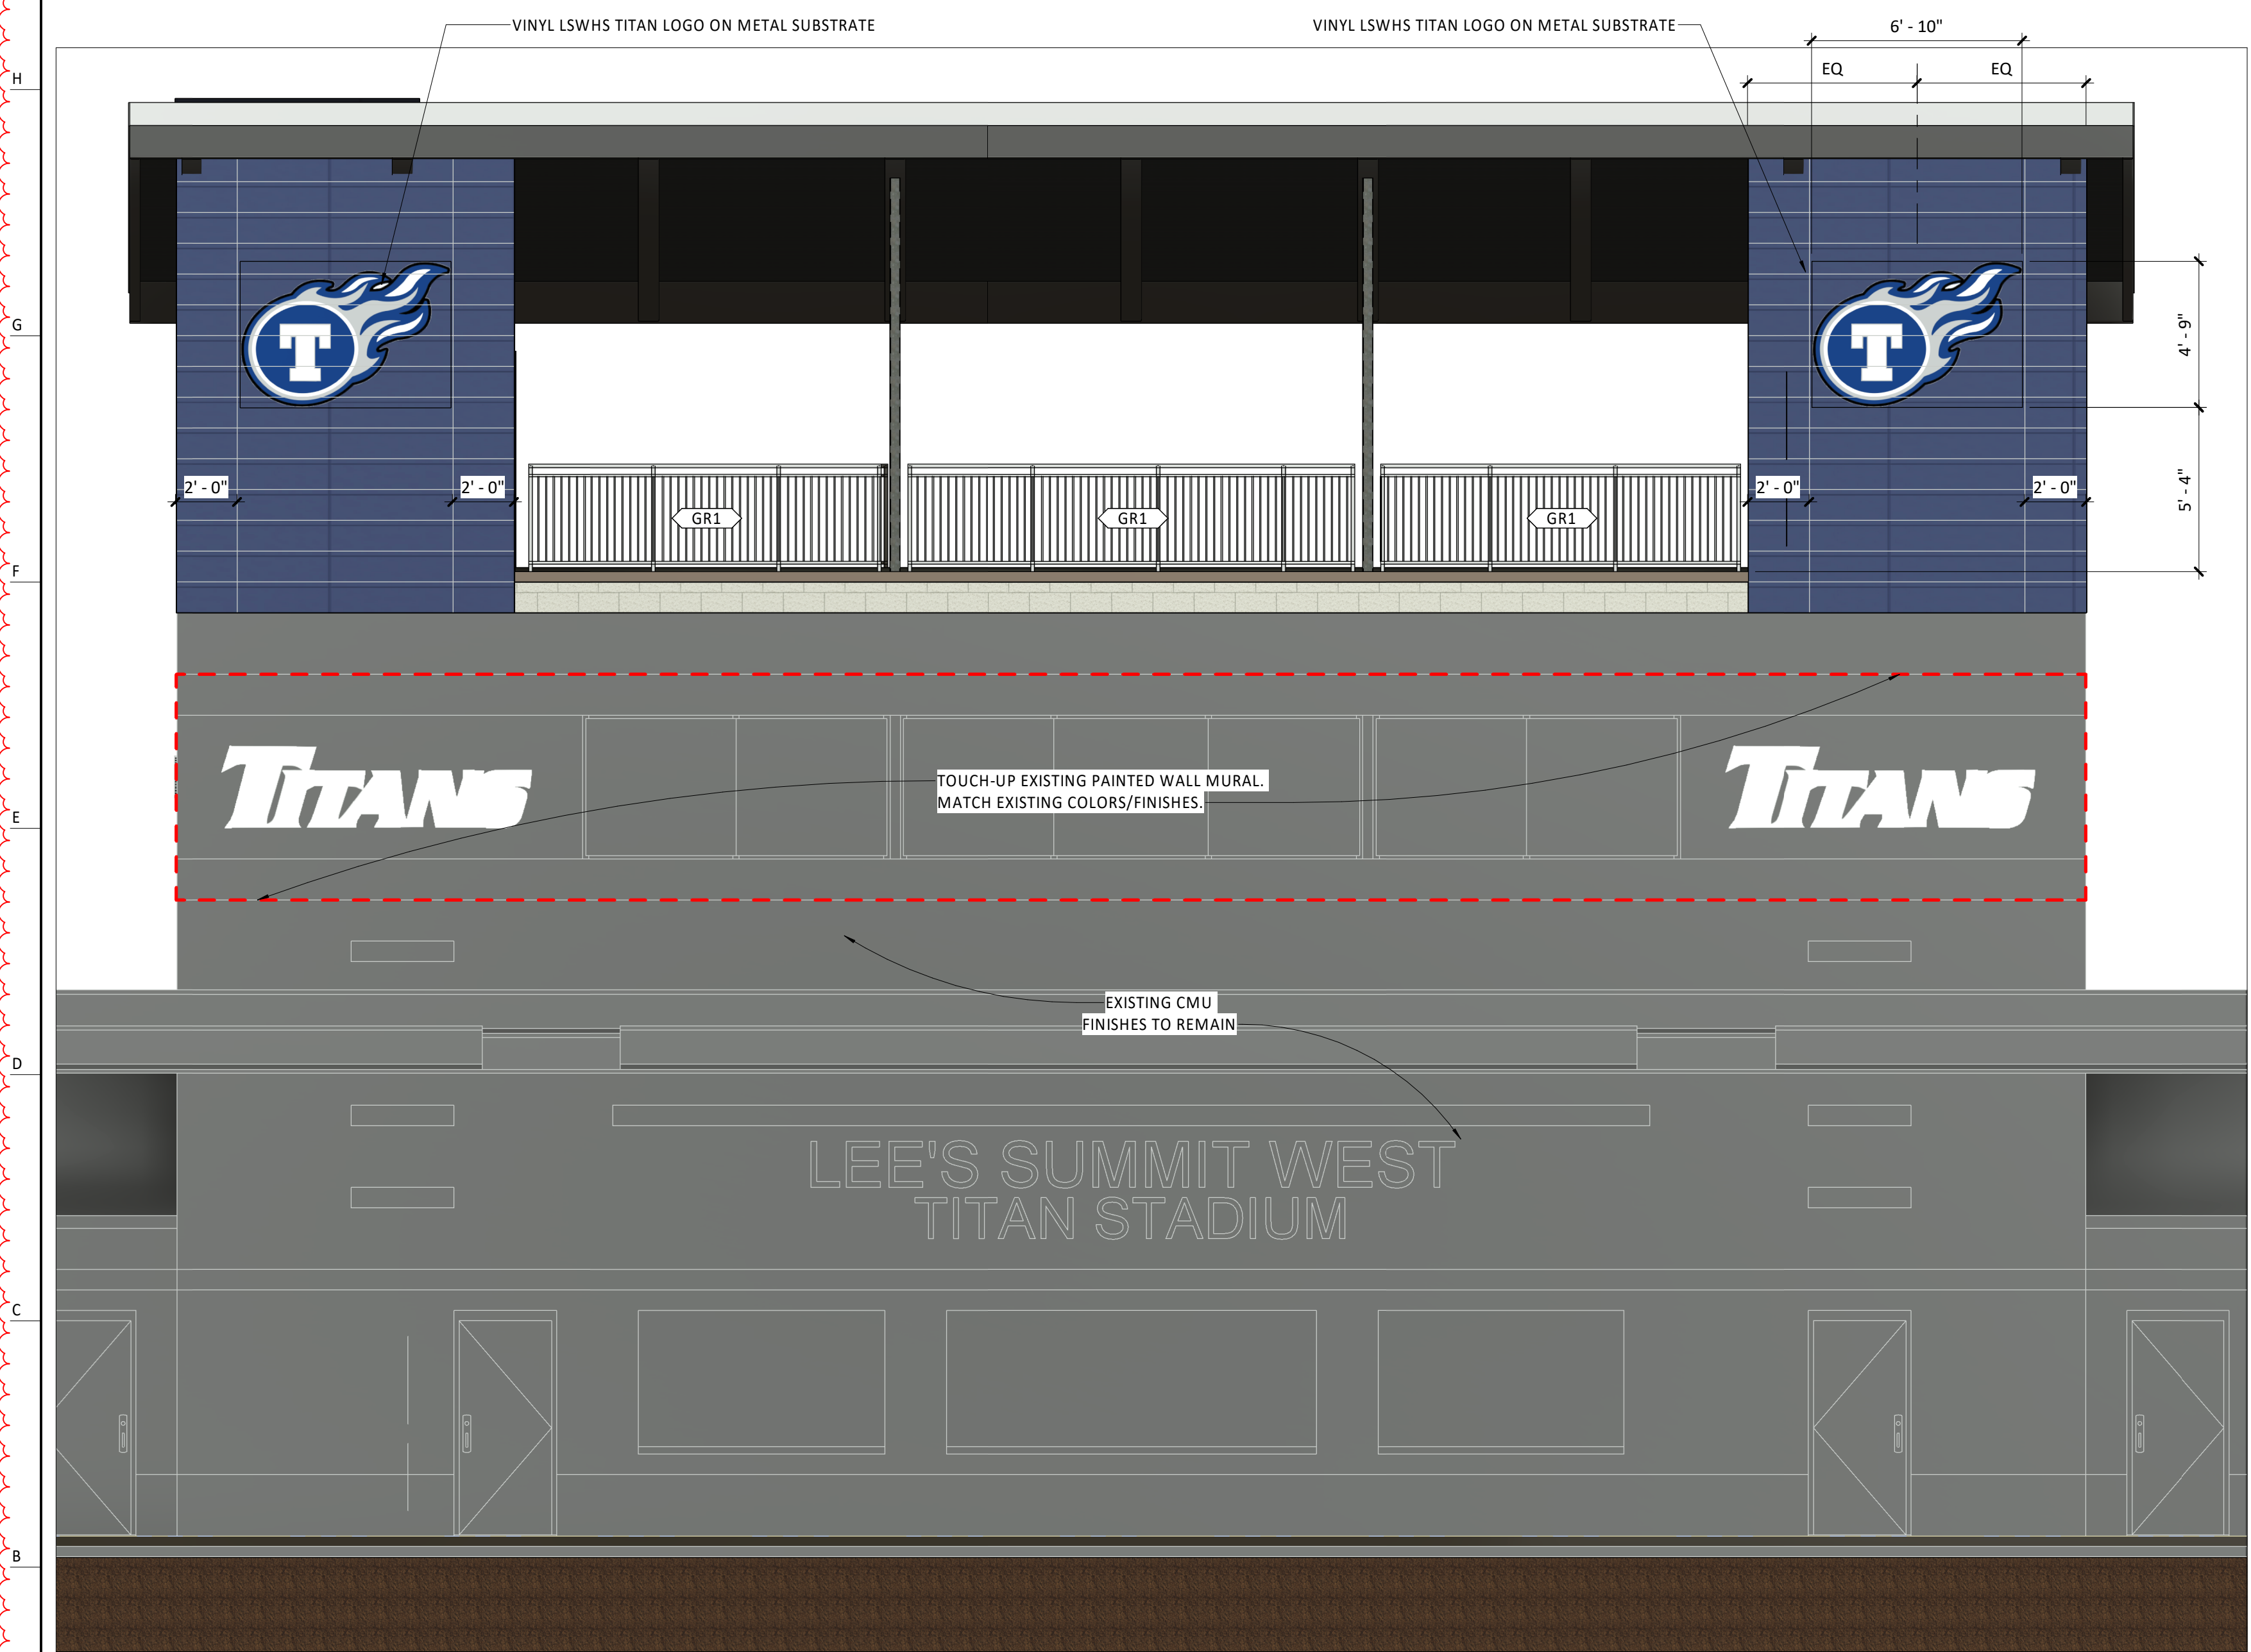 VINYL LSWHS TITAN LOGO ON METAL SUBSTRATE
VINYL LSWHS TITAN LOGO ON METAL SUBSTRATE
6' - 10"
EQ
EQ
H
T
T
G
4' - 9"
2' - 0"
2' - 0"
2' - 0"
2' - 0"
5' - 4"
GR1
GR1
GR1
F
TITANS
TITANS
TOUCH-UP EXISTING PAINTED WALL MURAL.
MATCH EXISTING COLORS/FINISHES.
E
EXISTING CMU
FINISHES TO REMAIN
D
LEE'S SUMMIT WEST
TITAN STADIUM
C
B